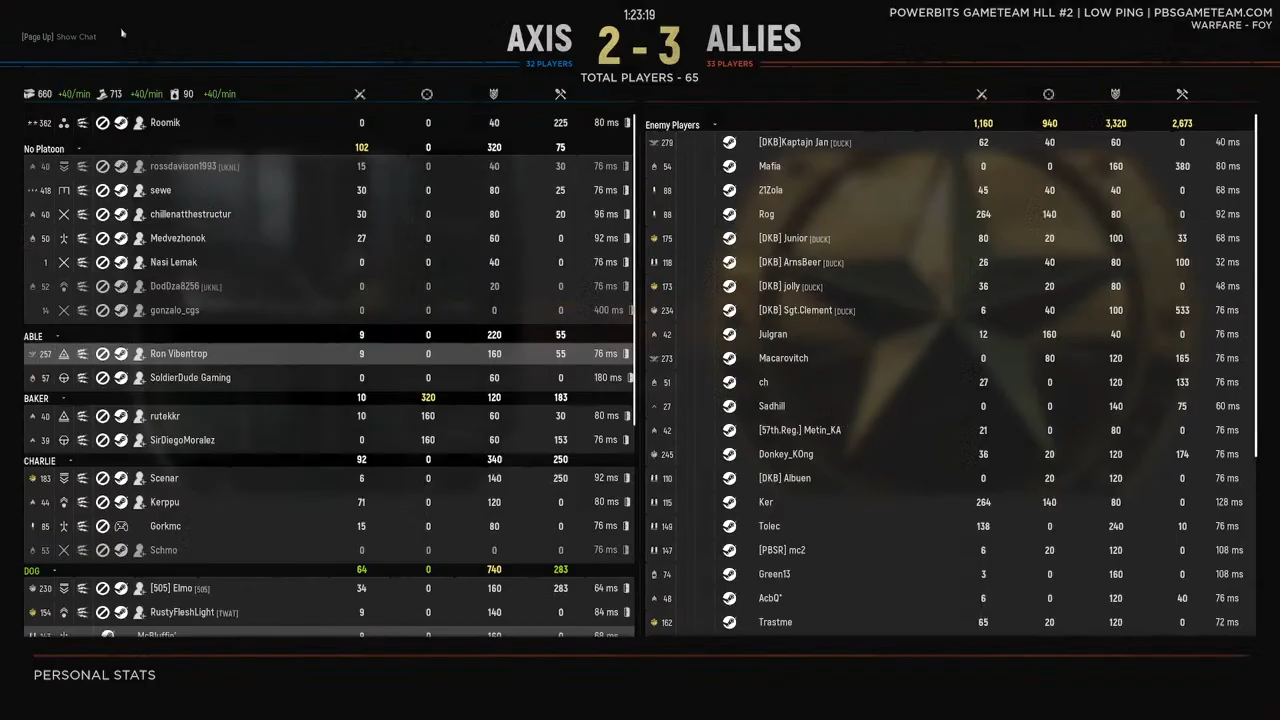 1:23:19
POWERBITS GAMETEAM HLL #2 | LOW PING | PBSGAMETEAM.COM
WARFARE - FOY
[Page Up] Show Chat
AXIS 2 - 3 ALLIES
32 PLAYERS 33 PLAYERS
TOTAL PLAYERS - 65
660 +40/min 713 +40/min 90 +40/min
362 Roomik 0 0 40 225 80 ms
No Platoon 102 0 320 75
40 rossdavison1993 [UKNL] 15 0 40 30 76 ms
418 sewe 30 0 80 25 76 ms
40 chillenatthestructur 30 0 80 20 96 ms
50 Medvezhonok 27 0 60 0 92 ms
1 Nasi Lemak 0 0 40 0 76 ms
52 DodDza8256 [UKNL] 0 0 20 0 76 ms
14 gonzalo_cgs 0 0 0 0 400 ms
ABLE 9 0 220 55
257 Ron Vibentrop 9 0 160 55 76 ms
57 SoldierDude Gaming 0 0 60 0 180 ms
BAKER 10 320 120 183
40 rutekkr 10 160 60 30 80 ms
39 SirDiegoMoralez 0 160 60 153 76 ms
CHARLIE 92 0 340 250
183 Scenar 6 0 140 250 92 ms
44 Kerppu 71 0 120 0 80 ms
85 Gorkmc 15 0 80 0 76 ms
53 Schmo 0 0 0 0 76 ms
DOG 64 0 740 283
230 [505] Elmo [505] 34 0 160 283 64 ms
154 RustyFleshLight [TWAT] 9 0 140 0 84 ms
McBluffin' 0 160 0 68 ms
Enemy Players 1,160 940 3,320 2,673
279 [DKB]Kaptajn Jan [DUCK] 62 40 60 0 40 ms
54 Mafia 0 0 160 380 80 ms
88 21Zola 45 40 40 0 68 ms
88 Rog 264 140 80 0 92 ms
175 [DKB] Junior [DUCK] 80 20 100 33 68 ms
118 [DKB] ArnsBeer [DUCK] 26 40 80 100 32 ms
173 [DKB] jolly [DUCK] 36 20 80 0 48 ms
234 [DKB] Sgt.Clement [DUCK] 6 40 100 533 76 ms
42 Julgran 12 160 40 0 76 ms
273 Macarovitch 0 80 120 165 76 ms
51 ch 27 0 120 133 76 ms
27 Sadhill 0 0 140 75 60 ms
42 [57th.Reg.] Metin_KA 21 0 80 0 76 ms
245 Donkey_K0ng 36 20 120 174 76 ms
110 [DKB] Albuen 0 20 120 0 76 ms
115 Ker 264 140 80 0 128 ms
149 Tolec 138 0 240 10 76 ms
147 [PBSR] mc2 6 20 120 0 108 ms
74 Green13 3 0 160 0 108 ms
48 AcbQ* 6 0 120 40 76 ms
162 Trastme 65 20 120 0 72 ms
PERSONAL STATS